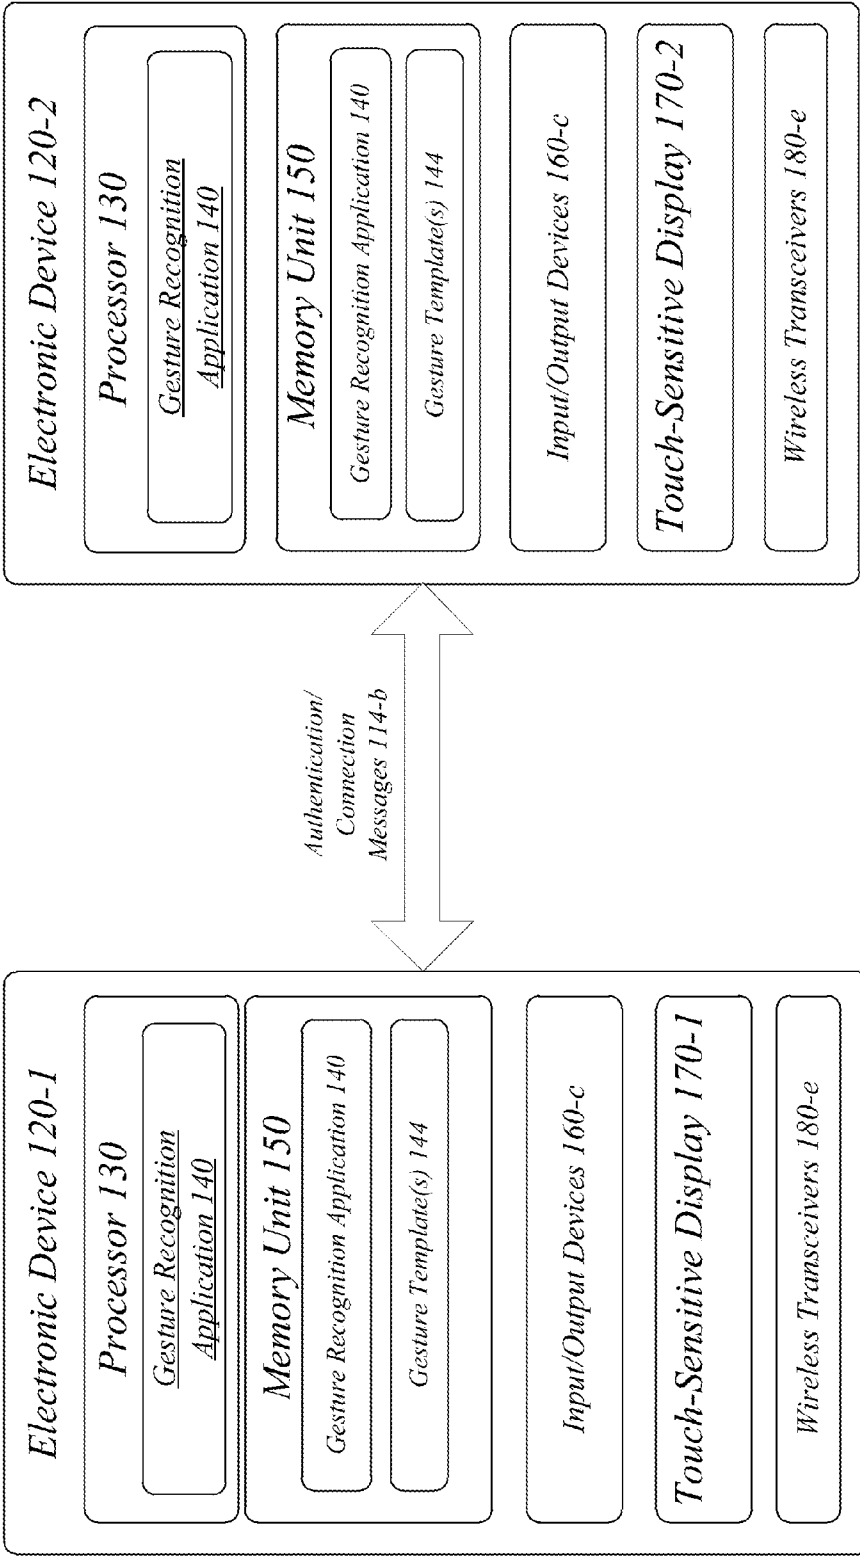 Electronic Device 120-1
Processor 130
Gesture Recognition
Application 140
Memory Unit 150
Gesture Recognition Application 140
Gesture Template(s) 144
Input/Output Devices 160-c
Touch-Sensitive Display 170-1
Wireless Transceivers 180-e
Authentication/
Connection
Messages 114-b
Electronic Device 120-2
Processor 130
Gesture Recognition
Application 140
Memory Unit 150
Gesture Recognition Application 140
Gesture Template(s) 144
Input/Output Devices 160-c
Touch-Sensitive Display 170-2
Wireless Transceivers 180-e